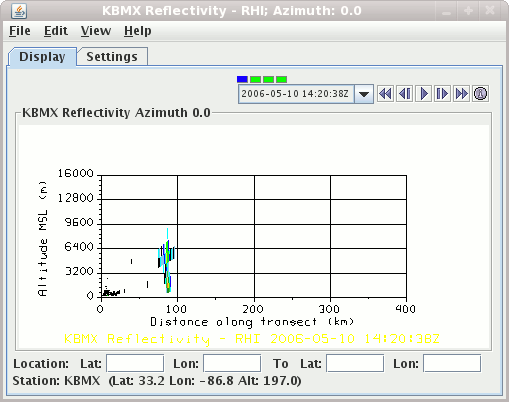 KBMX Reflectivity - RHI; Azimuth: 0.0
File Edit View Help
Display Settings
2006-05-10 14:20:38Z
KBMX Reflectivity Azimuth 0.0
16000
12800
9600
6400
3200
0
Altitude MSL (m)
0 100 200 300 400
Distance along transect (km)
KBMX Reflectivity - RHI 2006-05-10 14:20:38Z
Location: Lat: Lon: To Lat: Lon:
Station: KBMX (Lat: 33.2 Lon: -86.8 Alt: 197.0)